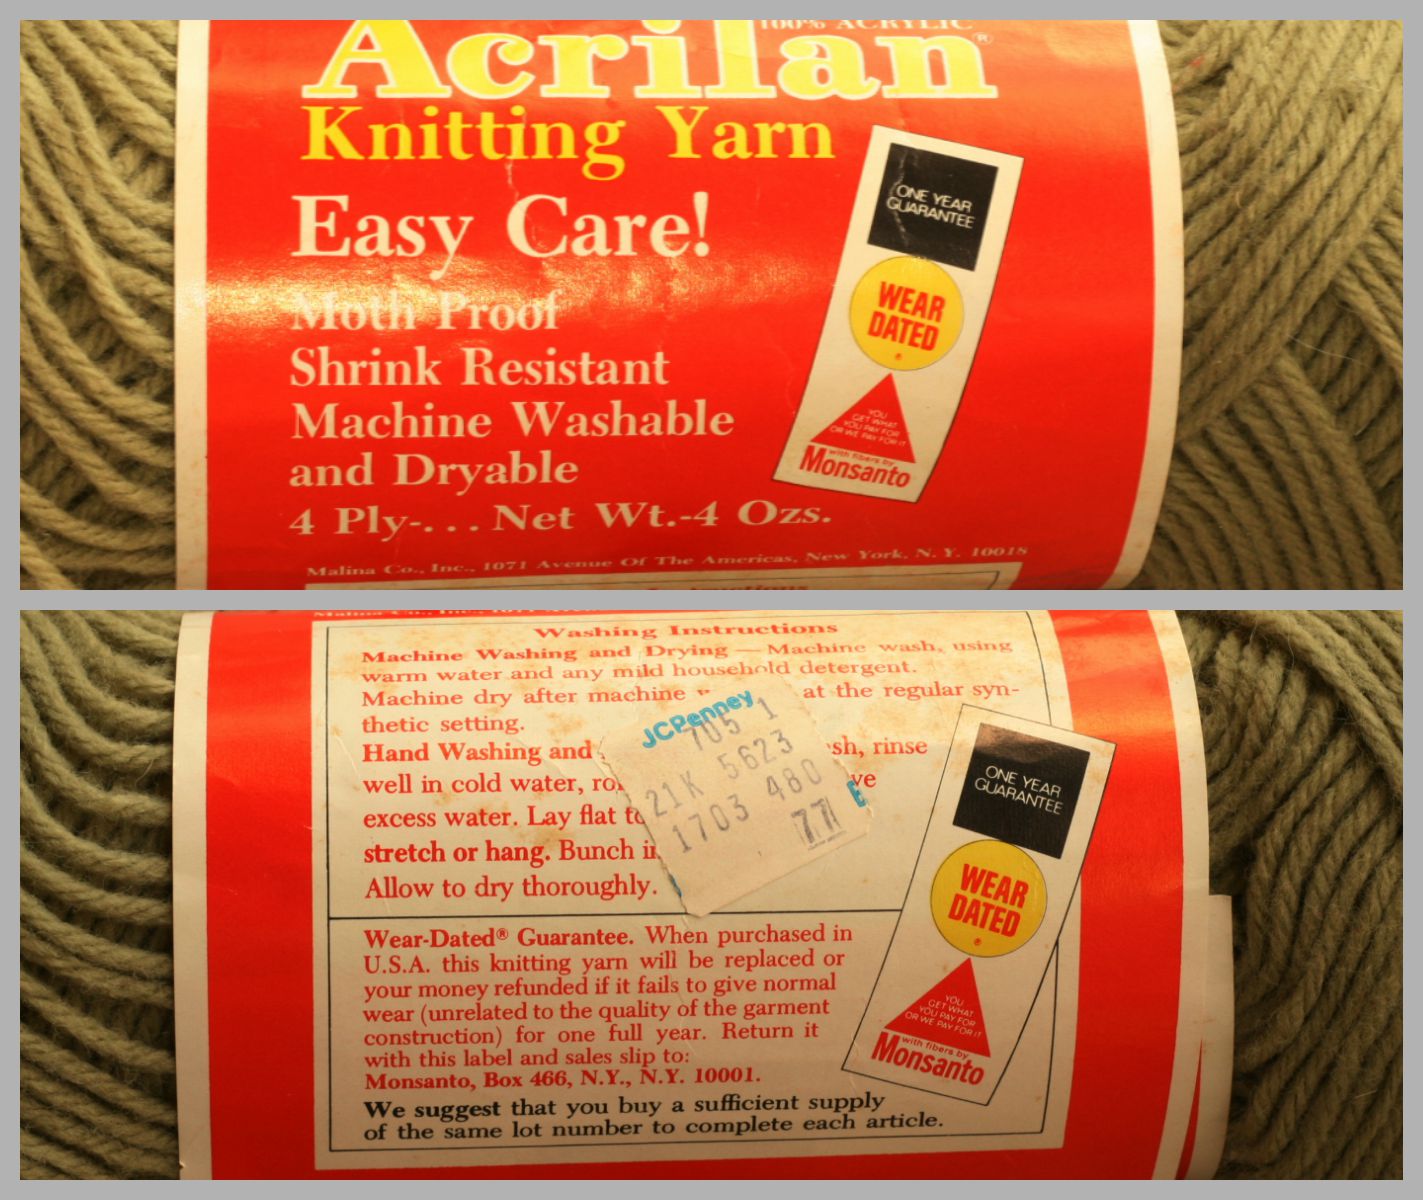 100% ACRYLIC
Acrilan®
Knitting Yarn
Easy Care!
Moth Proof
Shrink Resistant
Machine Washable
and Dryable
4 Ply-... Net Wt.-4 Ozs.
Malina Co., Inc., 1071 Avenue Of The Americas, New York, N. Y. 10018
ONE YEAR
GUARANTEE
WEAR
DATED
®
YOU
GET WHAT
YOU PAY FOR
OR WE PAY FOR IT
with fibers by
Monsanto
Instructions
Malina Co., Inc., 1071
Washing Instructions
Machine Washing and Drying — Machine wash, using
warm water and any mild household detergent.
Machine dry after machine at the regular syn-
thetic setting.
Hand Washing and rinse
well in cold water,
excess water. Lay flat
stretch or hang. Bunch
Allow to dry thoroughly.
JCPenney
705 1
21K 5623
1703 480
77
Wear-Dated® Guarantee. When purchased in
U.S.A. this knitting yarn will be replaced or
your money refunded if it fails to give normal
wear (unrelated to the quality of the garment
construction) for one full year. Return it
with this label and sales slip to:
Monsanto, Box 466, N.Y., N.Y. 10001.
We suggest that you buy a sufficient supply
of the same lot number to complete each article.
ONE YEAR
GUARANTEE
WEAR
DATED
®
YOU
GET WHAT
YOU PAY FOR
OR WE PAY FOR IT
with fibers by
Monsanto